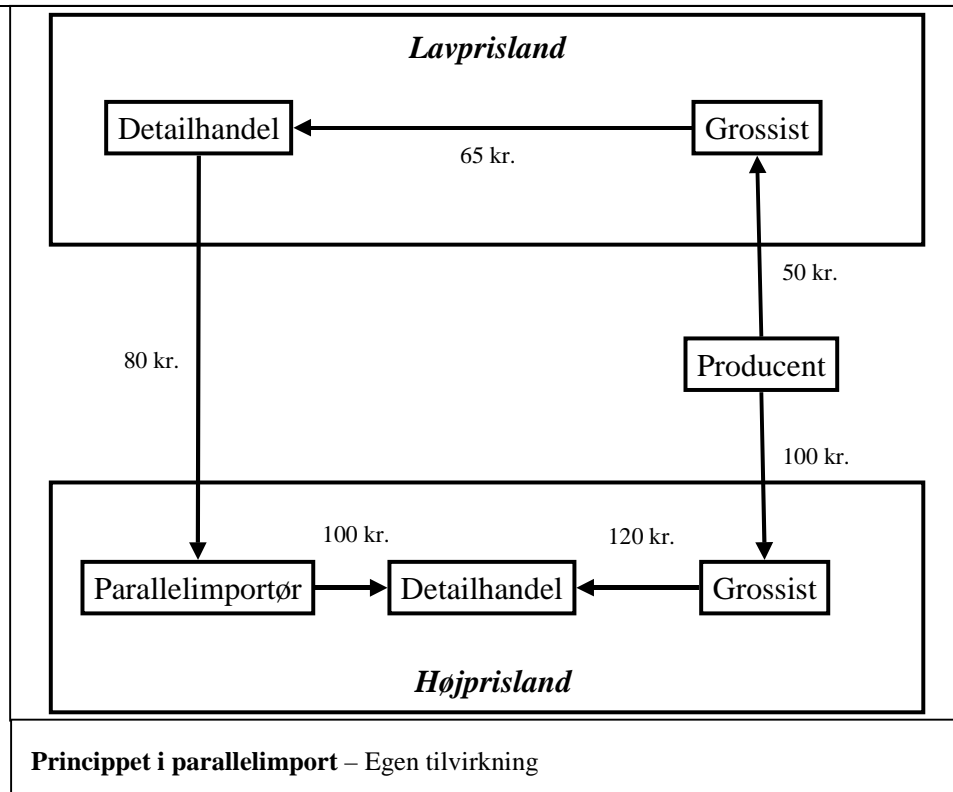 Lavprisland
Detailhandel
Grossist
65 kr.
50 kr.
80 kr.
Producent
100 kr.
100 kr.
120 kr.
Parallelimportør
Detailhandel
Grossist
Højprisland
Princippet i parallelimport – Egen tilvirkning